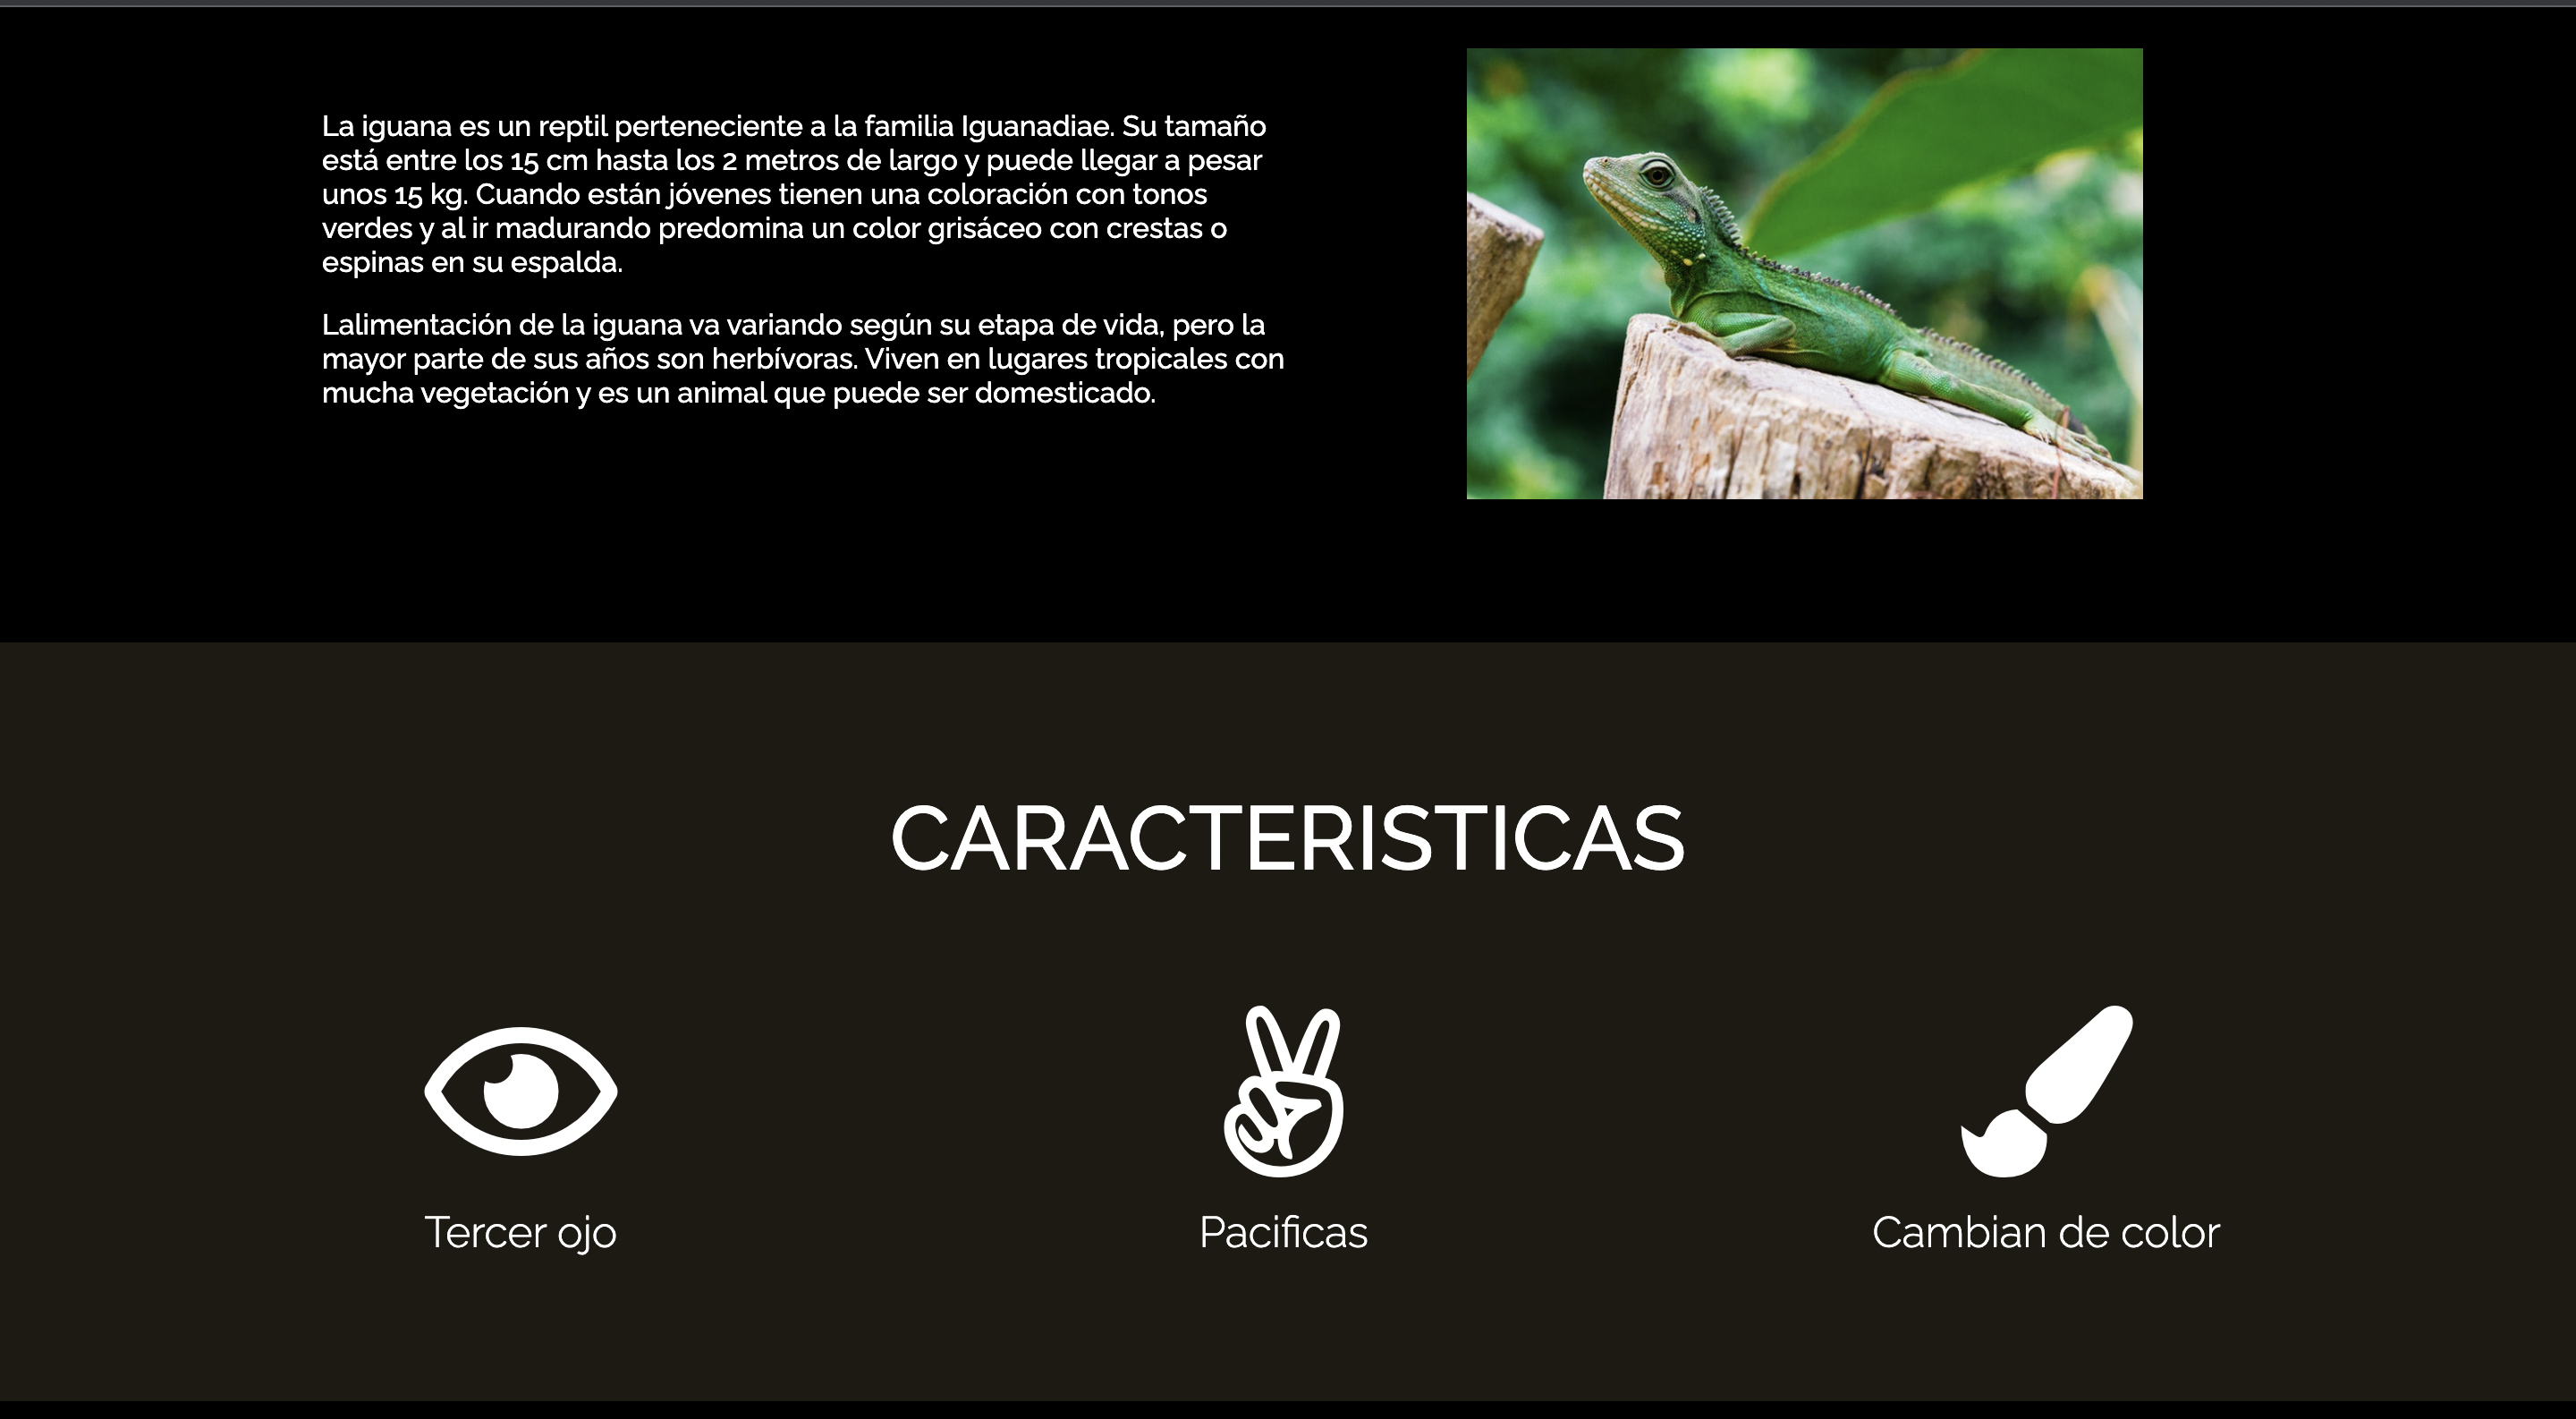 La iguana es un reptil perteneciente a la familia Iguanadiae. Su tamaño
está entre los 15 cm hasta los 2 metros de largo y puede llegar a pesar
unos 15 kg. Cuando están jóvenes tienen una coloración con tonos
verdes y al ir madurando predomina un color grisáceo con crestas o
espinas en su espalda.
Lalimentación de la iguana va variando según su etapa de vida, pero la
mayor parte de sus años son herbívoras. Viven en lugares tropicales con
mucha vegetación y es un animal que puede ser domesticado.
CARACTERISTICAS
Tercer ojo
Pacificas
Cambian de color